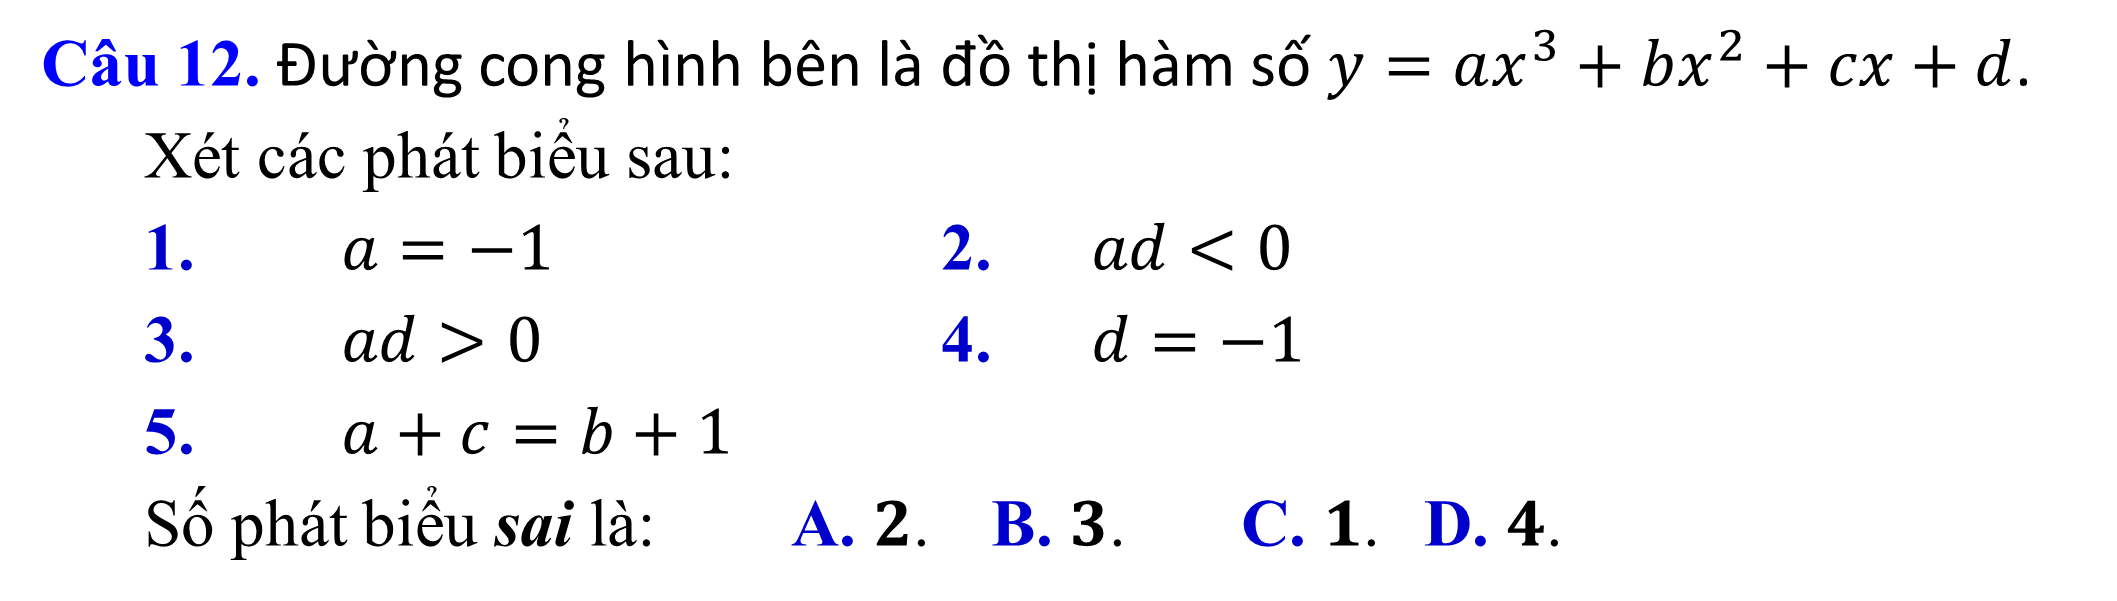 Câu 12. Đường cong hình bên là đồ thị hàm số y = ax³ + bx² + cx + d.
Xét các phát biểu sau:
1. a = −1 2. ad < 0
3. ad > 0 4. d = −1
5. a + c = b + 1
Số phát biểu sai là: A. 2. B. 3. C. 1. D. 4.